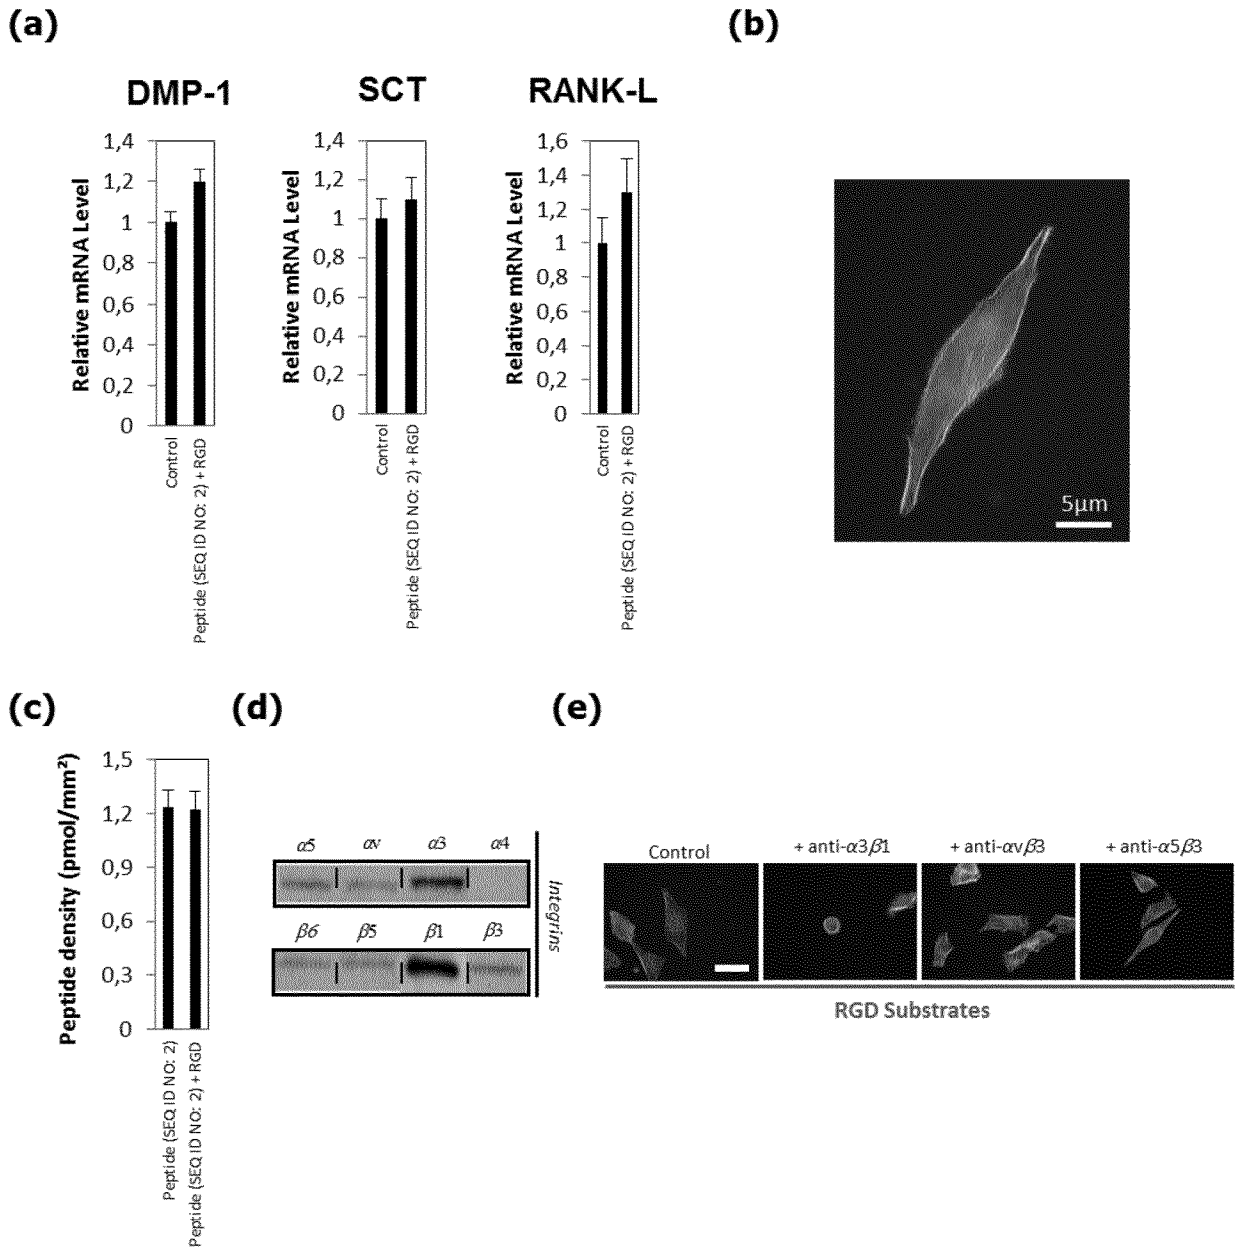 (a)
DMP-1
Relative mRNA Level
1,4
1,2
1
0,8
0,6
0,4
0,2
0
Control
Peptide (SEQ ID NO: 2) + RGD
SCT
Relative mRNA Level
1,4
1,2
1
0,8
0,6
0,4
0,2
0
Control
Peptide (SEQ ID NO: 2) + RGD
RANK-L
Relative mRNA Level
1,6
1,4
1,2
1
0,8
0,6
0,4
0,2
0
Control
Peptide (SEQ ID NO: 2) + RGD
(b)
5µm
(c)
Peptide density (pmol/mm²)
1,5
1,2
0,9
0,6
0,3
0
Peptide (SEQ ID NO: 2)
Peptide (SEQ ID NO: 2) + RGD
(d)
α5 αv α3 α4
β6 β5 β1 β3
Integrins
(e)
Control + anti-α3β1 + anti-αvβ3 + anti-α5β3
RGD Substrates